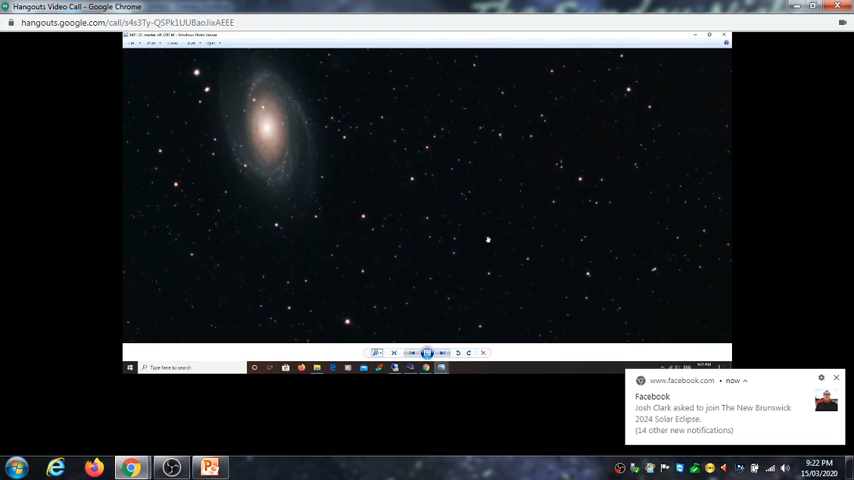 Hangouts Video Call - Google Chrome
hangouts.google.com/call/s4s3Ty-QSPk1UUBaoJixAEEE
Type here to search
www.facebook.com • now
Facebook
Josh Clark asked to join The New Brunswick
2024 Solar Eclipse.
(14 other new notifications)
9:22 PM
15/03/2020